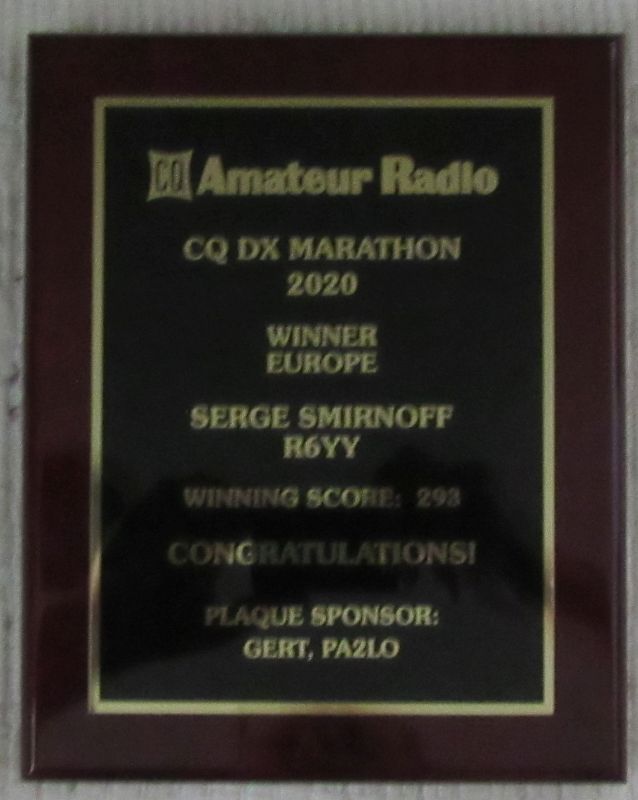 CQ Amateur Radio
CQ DX MARATHON
2020
WINNER
EUROPE
SERGE SMIRNOFF
R6YY
WINNING SCORE: 293
CONGRATULATIONS!
PLAQUE SPONSOR:
GERT, PA2LO